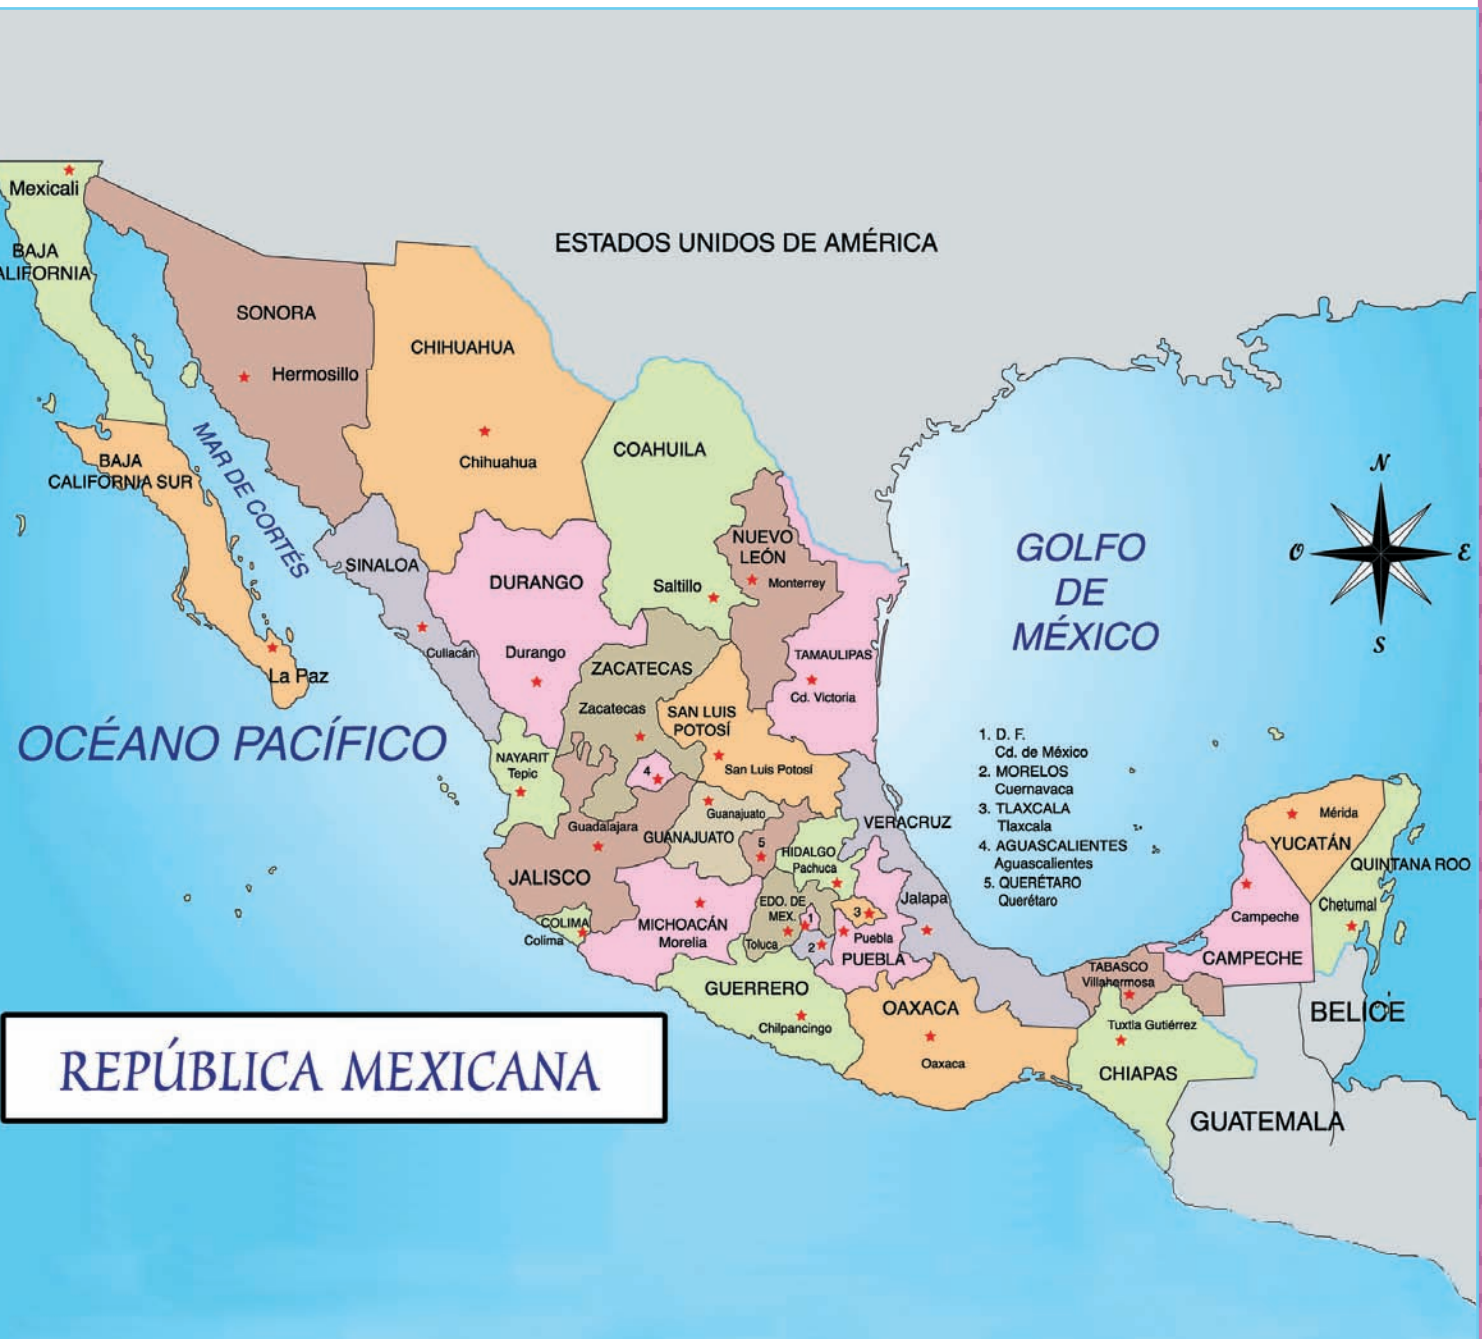 Mexicali
BAJA
ALIFORNIA
SONORA
Hermosillo
ESTADOS UNIDOS DE AMÉRICA
CHIHUAHUA
Chihuahua
COAHUILA
Saltillo
BAJA
CALIFORNIA SUR
La Paz
MAR DE CORTÉS
SINALOA
Culiacán
DURANGO
Durango
NUEVO
LEÓN
Monterrey
TAMAULIPAS
Cd. Victoria
ZACATECAS
Zacatecas
SAN LUIS
POTOSÍ
San Luis Potosí
GOLFO
DE
MÉXICO
N
O
E
S
OCÉANO PACÍFICO
NAYARIT
Tepic
4
Guadalajara
JALISCO
Guanajuato
GUANAJUATO
5
HIDALGO
Pachuca
VERACRUZ
Jalapa
COLIMA
Colima
MICHOACÁN
Morelia
EDO. DE
MEX.
Toluca
1
2
3
Puebla
PUEBLA
GUERRERO
Chilpancingo
OAXACA
Oaxaca
1. D. F.
Cd. de México
2. MORELOS
Cuernavaca
3. TLAXCALA
Tlaxcala
4. AGUASCALIENTES
Aguascalientes
5. QUERÉTARO
Querétaro
Mérida
YUCATÁN
QUINTANA ROO
Chetumal
Campeche
CAMPECHE
TABASCO
Villahermosa
Tuxtla Gutiérrez
CHIAPAS
BELICE
GUATEMALA
REPÚBLICA MEXICANA